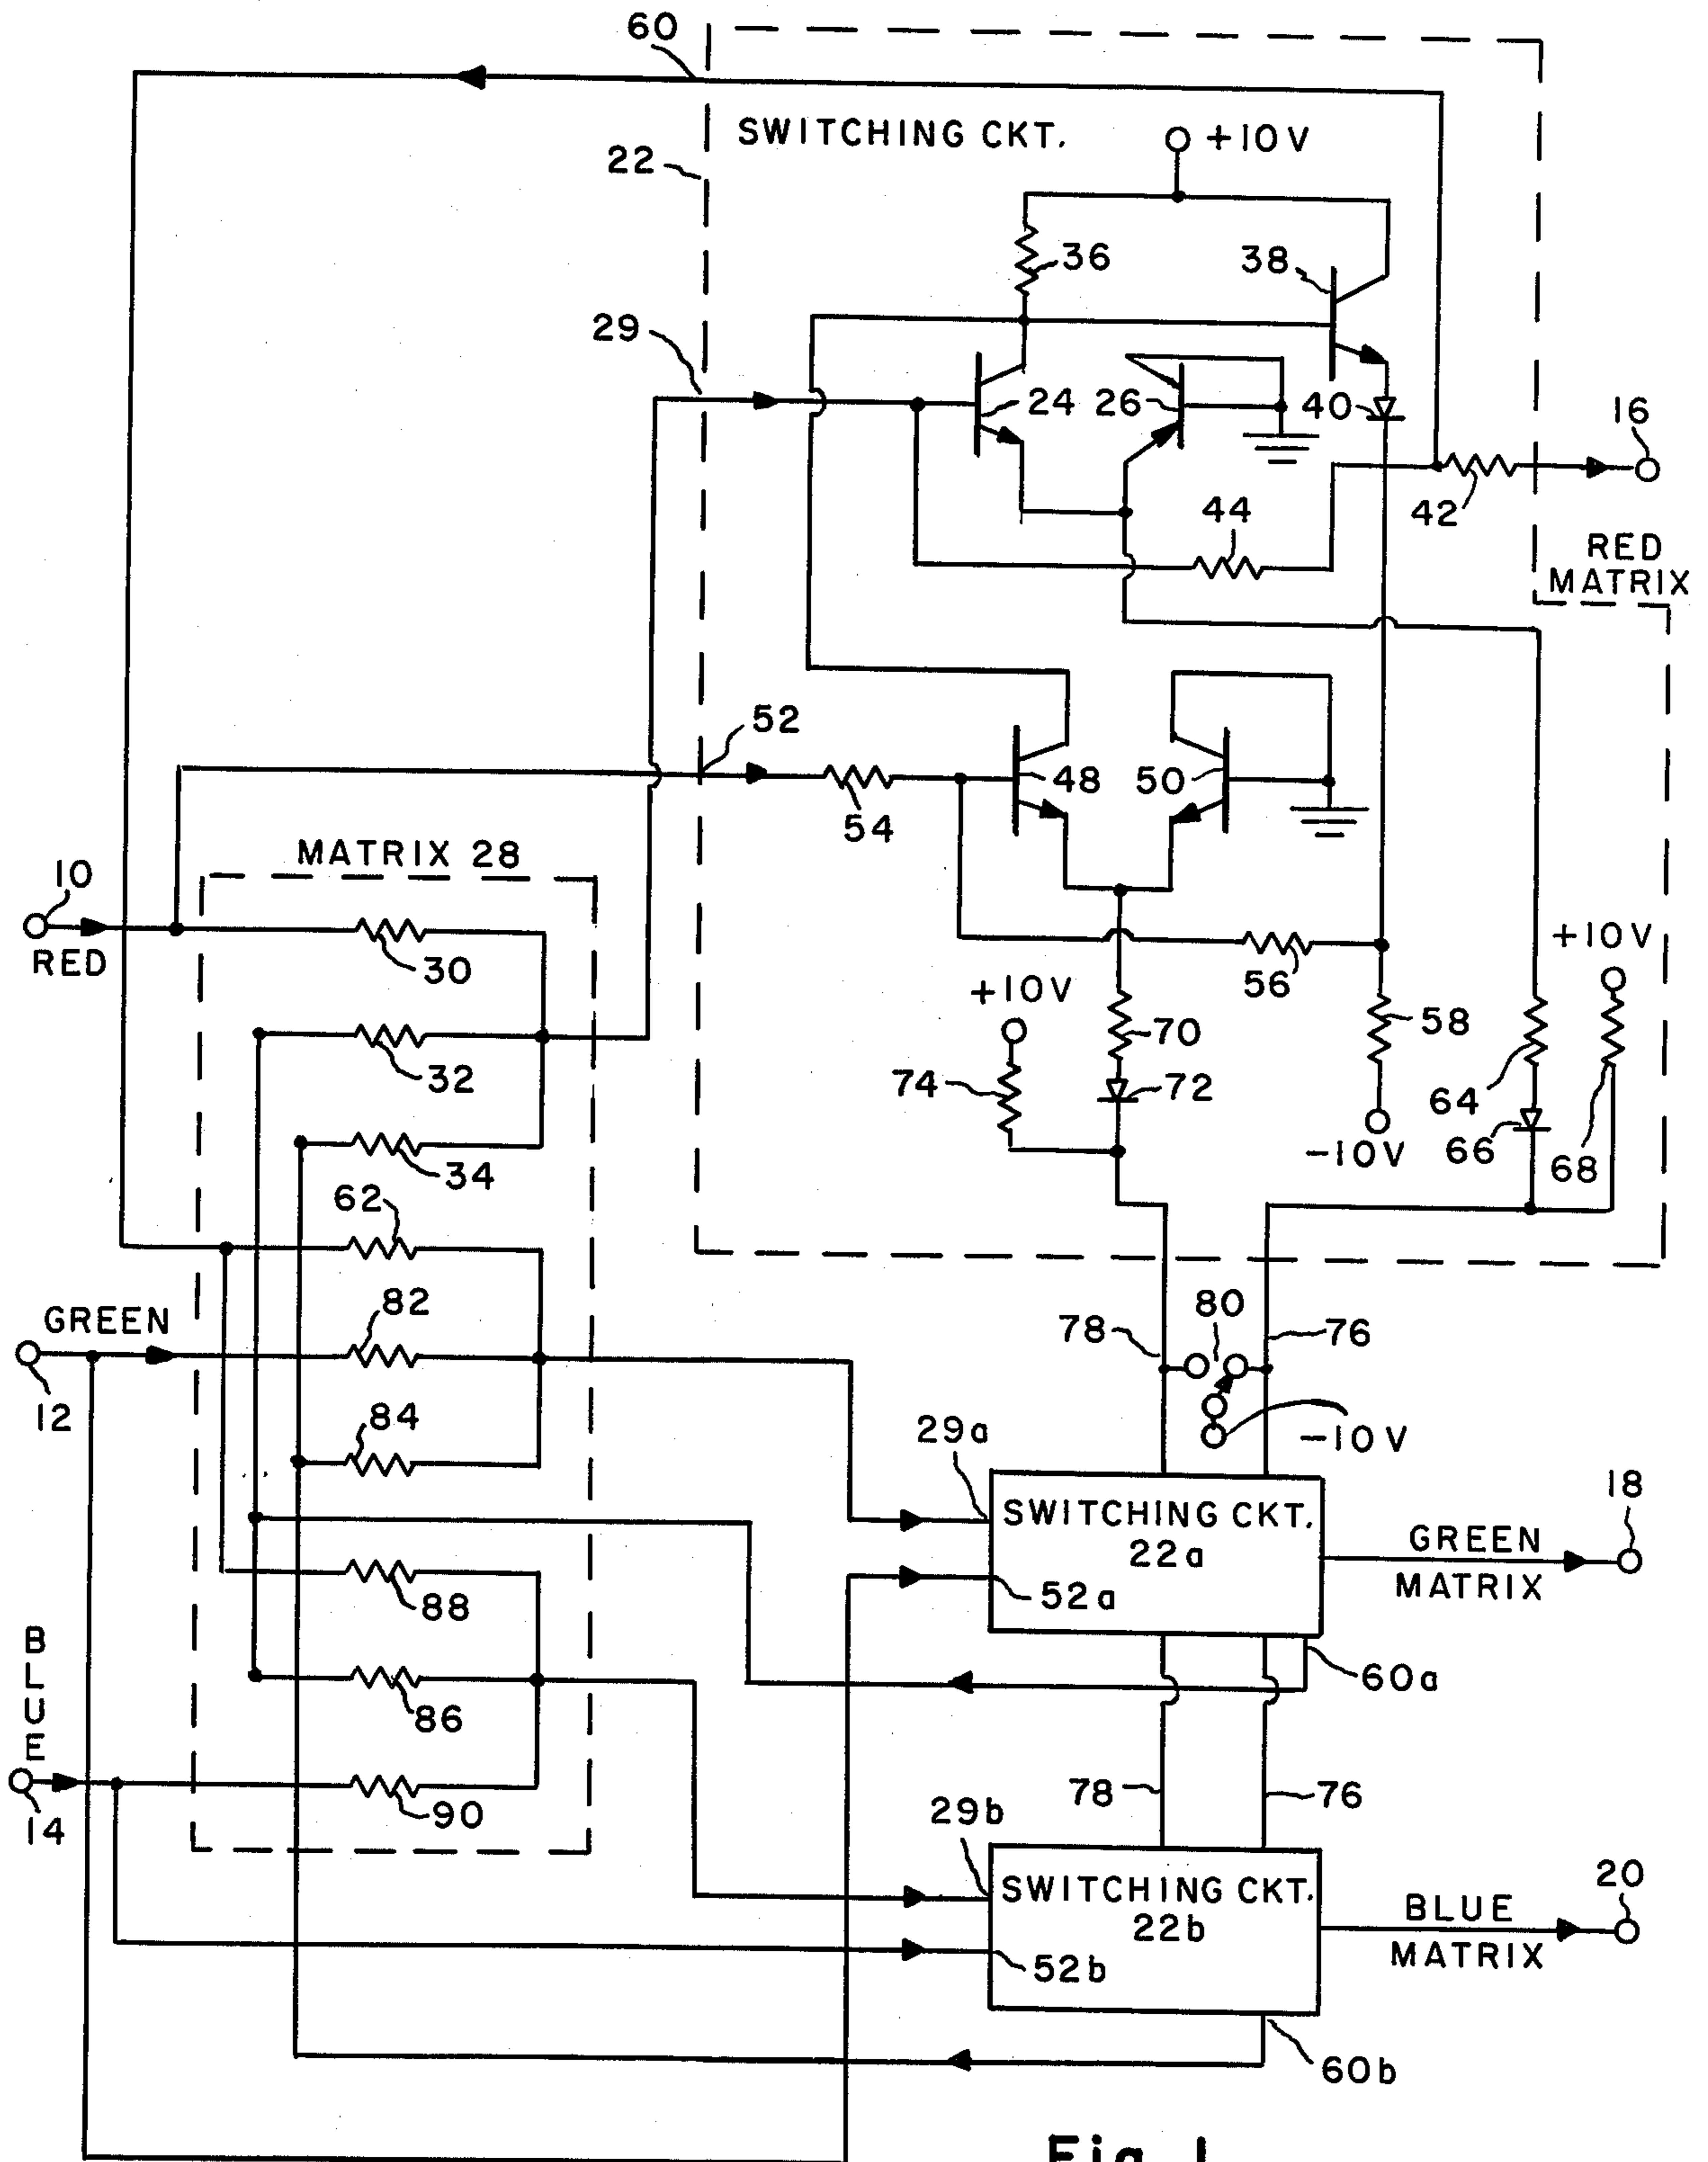 60
SWITCHING CKT.
+10V
22
36
38
29
24
26
40
16
44
42
RED
MATRIX
52
48
50
54
MATRIX 28
10
RED
30
+10V
56
+10V
70
58
32
74
72
64
66
68
-10V
34
62
GREEN
82
80
78
76
12
84
29a
-10V
18
SWITCHING CKT.
22a
GREEN
MATRIX
52a
88
BLUE
60a
86
78
76
90
14
29b
20
SWITCHING CKT.
22b
BLUE
MATRIX
52b
60b
Fig. 1